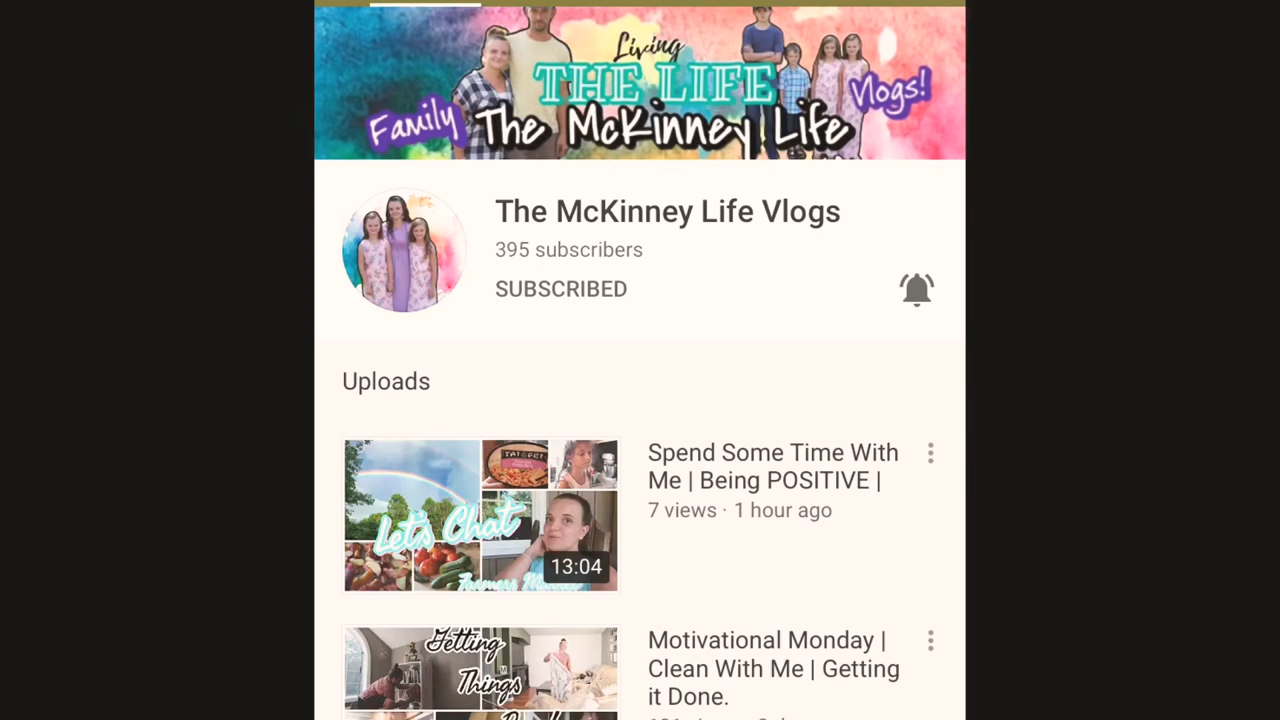 Living
THE LIFE
Family
Vlogs!
The McKinney Life
The McKinney Life Vlogs
395 subscribers
SUBSCRIBED
Uploads
Let's Chat
Farmers
13:04
Spend Some Time With
Me | Being POSITIVE |
7 views · 1 hour ago
Getting
Things
Motivational Monday |
Clean With Me | Getting
it Done.